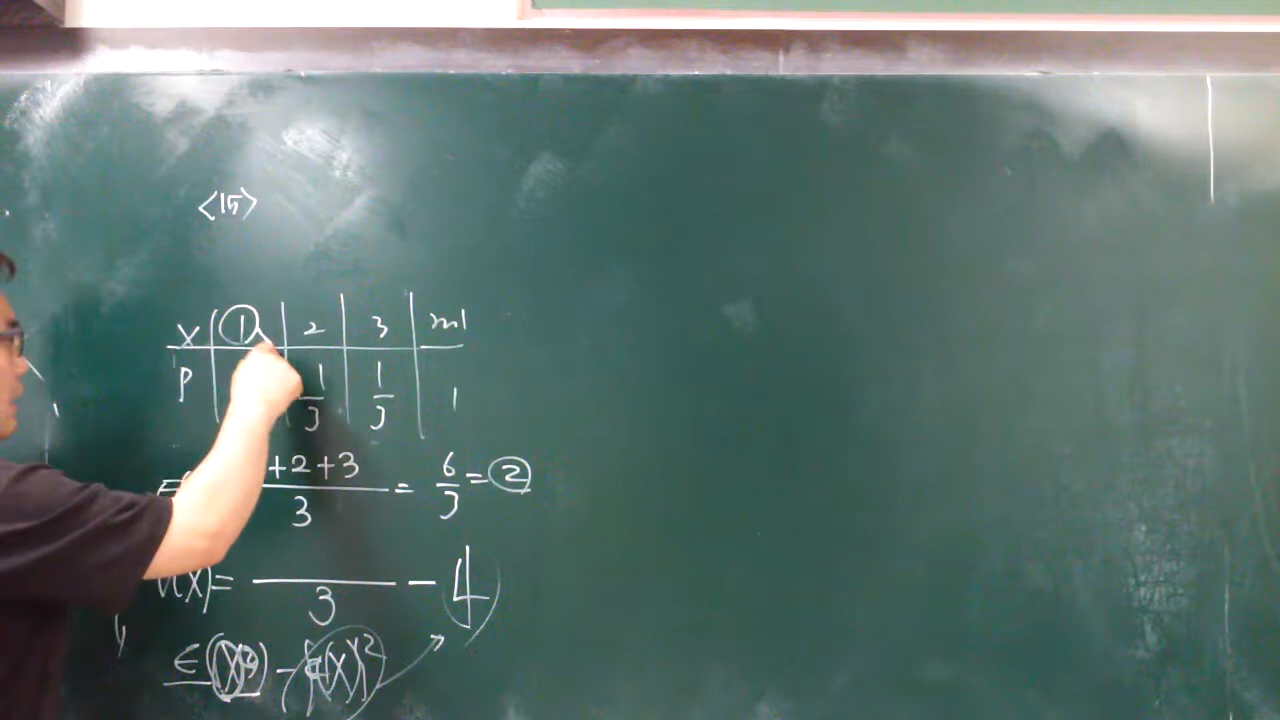 <15>
X 1 2 3 합
P 1/3 1/3 1
+2+3 / 3 = 6/3 = 2
V(X)= /3 - 4
E(X²) - {E(X)}²